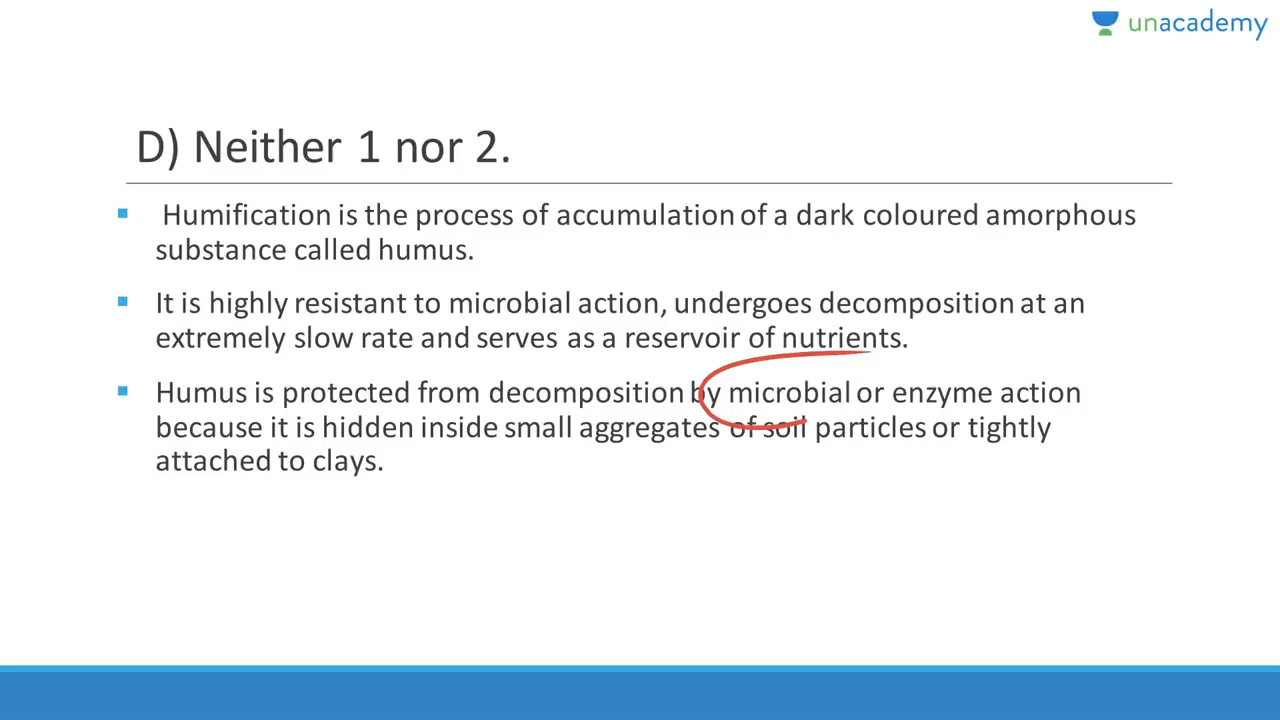 unacademy
D) Neither 1 nor 2.
Humification is the process of accumulation of a dark coloured amorphous
substance called humus.
It is highly resistant to microbial action, undergoes decomposition at an
extremely slow rate and serves as a reservoir of nutrients.
Humus is protected from decomposition by microbial or enzyme action
because it is hidden inside small aggregates of soil particles or tightly
attached to clays.